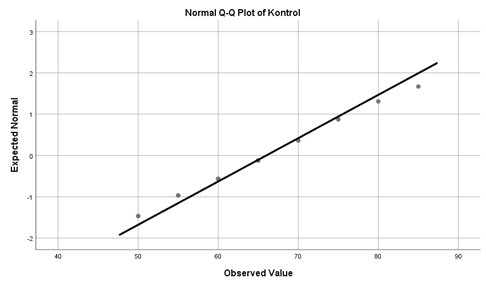 Normal Q-Q Plot of Kontrol
Expected Normal
3
2
1
0
-1
-2
40 50 60 70 80 90
Observed Value